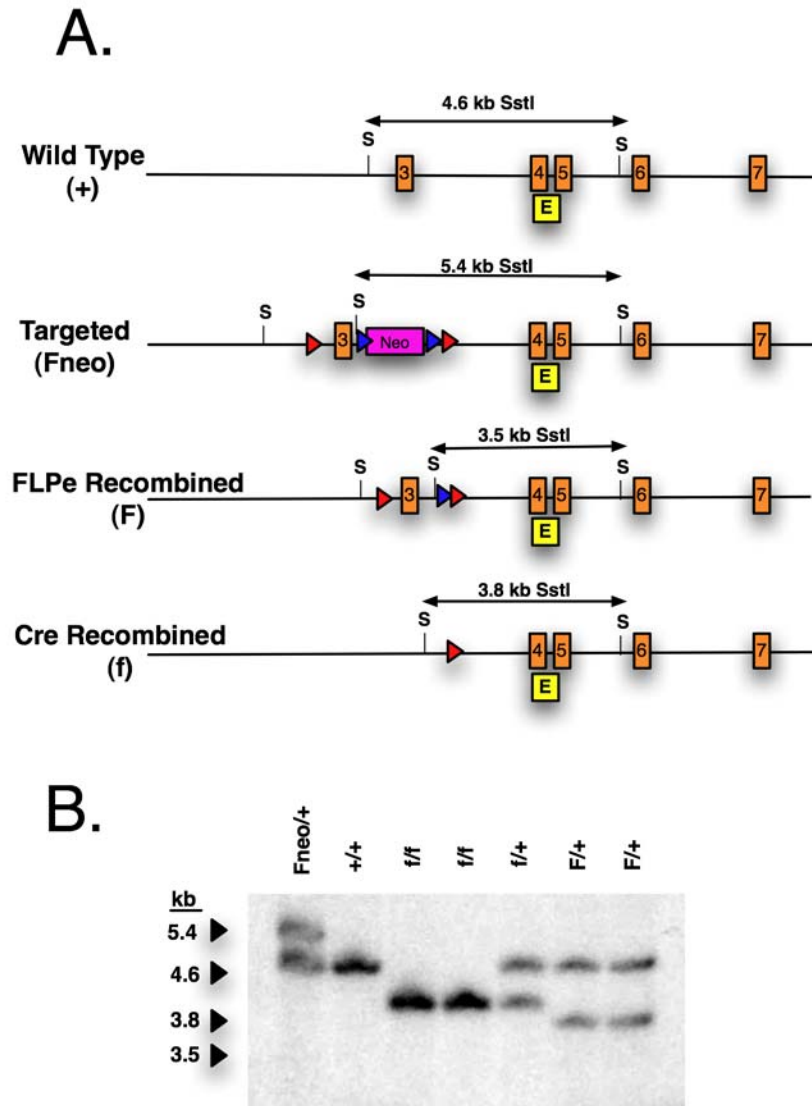 A.
4.6 kb SstI
S S
Wild Type
(+)
3 4 5 6 7
E
5.4 kb SstI
S S S
Targeted
(Fneo)
3 Neo 4 5 6 7
E
3.5 kb SstI
S S S
FLPe Recombined
(F)
3 4 5 6 7
E
3.8 kb SstI
S S
Cre Recombined
(f)
4 5 6 7
E
B.
Fneo/+ +/+ f/f f/f f/+ F/+ F/+
kb
5.4
4.6
3.8
3.5